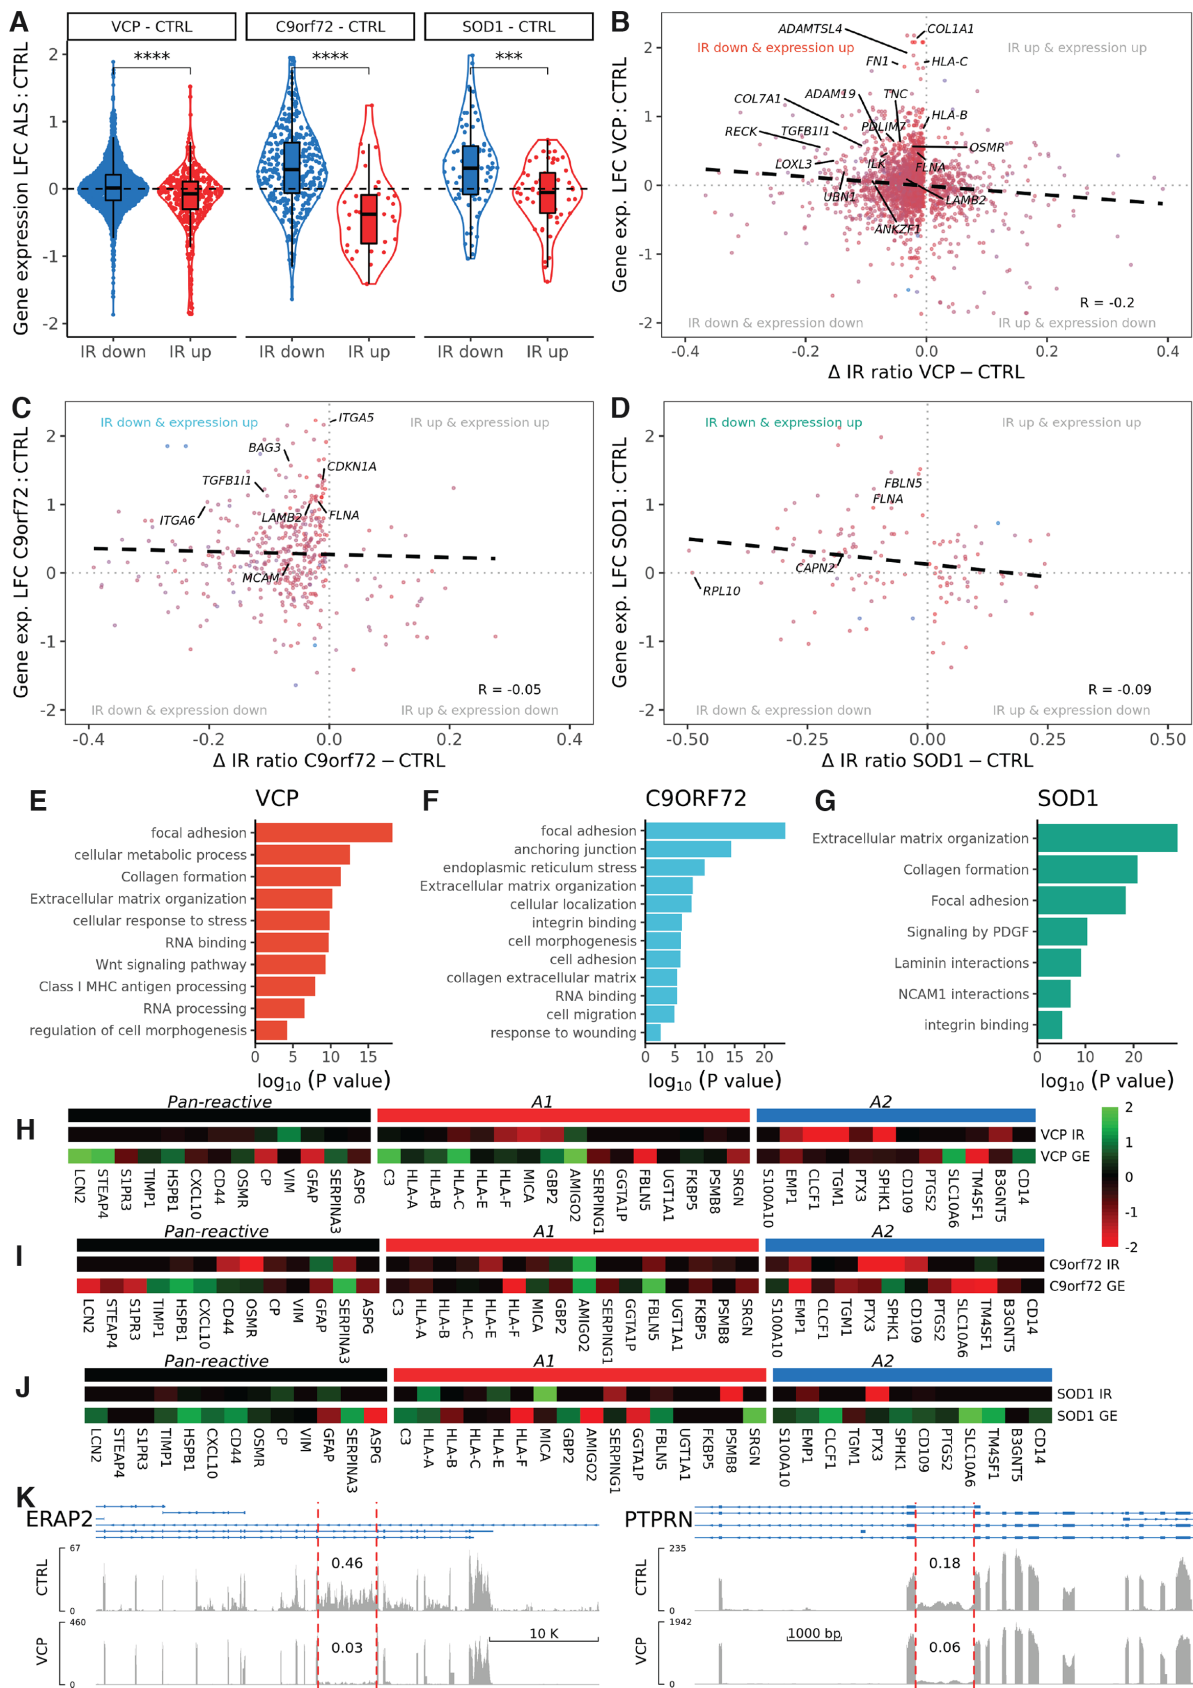 A
VCP - CTRL
C9orf72 - CTRL
SOD1 - CTRL
****
****
***
Gene expression LFC ALS : CTRL
2
1
0
-1
-2
IR down
IR up
IR down
IR up
IR down
IR up
B
IR down & expression up
IR up & expression up
ADAMTSL4
COL1A1
FN1
HLA-C
COL7A1
ADAM19
TNC
HLA-B
RECK
TGFB1I1
PDLIM7
OSMR
LOXL3
ILK
FLNA
UBN1
LAMB2
ANKZF1
R = -0.2
IR down & expression down
IR up & expression down
Gene exp. LFC VCP : CTRL
2
1
0
-1
-2
-0.4
-0.2
0.0
0.2
0.4
Δ IR ratio VCP – CTRL
C
IR down & expression up
IR up & expression up
ITGA5
BAG3
CDKN1A
TGFB1I1
ITGA6
LAMB2
FLNA
MCAM
R = -0.05
IR down & expression down
IR up & expression down
Gene exp. LFC C9orf72 : CTRL
2
1
0
-1
-2
-0.4
-0.2
0.0
0.2
0.4
Δ IR ratio C9orf72 – CTRL
D
IR down & expression up
IR up & expression up
FBLN5
FLNA
CAPN2
RPL10
R = -0.09
IR down & expression down
IR up & expression down
Gene exp. LFC SOD1 : CTRL
2
1
0
-1
-2
-0.50
-0.25
0.00
0.25
0.50
Δ IR ratio SOD1 – CTRL
E
VCP
focal adhesion
cellular metabolic process
Collagen formation
Extracellular matrix organization
cellular response to stress
RNA binding
Wnt signaling pathway
Class I MHC antigen processing
RNA processing
regulation of cell morphogenesis
0 5 10 15
log10 (P value)
F
C9ORF72
focal adhesion
anchoring junction
endoplasmic reticulum stress
Extracellular matrix organization
cellular localization
integrin binding
cell morphogenesis
cell adhesion
collagen extracellular matrix
RNA binding
cell migration
response to wounding
0 5 10 15 20
log10 (P value)
G
SOD1
Extracellular matrix organization
Collagen formation
Focal adhesion
Signaling by PDGF
Laminin interactions
NCAM1 interactions
integrin binding
0 10 20
log10 (P value)
H
Pan-reactive
A1
A2
VCP IR
VCP GE
LCN2 STEAP4 S1PR3 TIMP1 HSPB1 CXCL10 CD44 OSMR CP VIM GFAP SERPINA3 ASPG
C3 HLA-A HLA-B HLA-C HLA-E HLA-F MICA GBP2 AMIGO2 SERPING1 GGTA1P FBLN5 UGT1A1 FKBP5 PSMB8 SRGN
S100A10 EMP1 CLCF1 TGM1 PTX3 SPHK1 CD109 PTGS2 SLC10A6 TM4SF1 B3GNT5 CD14
2
1
0
-1
-2
I
Pan-reactive
A1
A2
C9orf72 IR
C9orf72 GE
LCN2 STEAP4 S1PR3 TIMP1 HSPB1 CXCL10 CD44 OSMR CP VIM GFAP SERPINA3 ASPG
C3 HLA-A HLA-B HLA-C HLA-E HLA-F MICA GBP2 AMIGO2 SERPING1 GGTA1P FBLN5 UGT1A1 FKBP5 PSMB8 SRGN
S100A10 EMP1 CLCF1 TGM1 PTX3 SPHK1 CD109 PTGS2 SLC10A6 TM4SF1 B3GNT5 CD14
J
Pan-reactive
A1
A2
SOD1 IR
SOD1 GE
LCN2 STEAP4 S1PR3 TIMP1 HSPB1 CXCL10 CD44 OSMR CP VIM GFAP SERPINA3 ASPG
C3 HLA-A HLA-B HLA-C HLA-E HLA-F MICA GBP2 AMIGO2 SERPING1 GGTA1P FBLN5 UGT1A1 FKBP5 PSMB8 SRGN
S100A10 EMP1 CLCF1 TGM1 PTX3 SPHK1 CD109 PTGS2 SLC10A6 TM4SF1 B3GNT5 CD14
K
ERAP2
CTRL
67
0
0.46
VCP
460
0
0.03
10 K
PTPRN
CTRL
235
0
0.18
VCP
1942
0
0.06
1000 bp